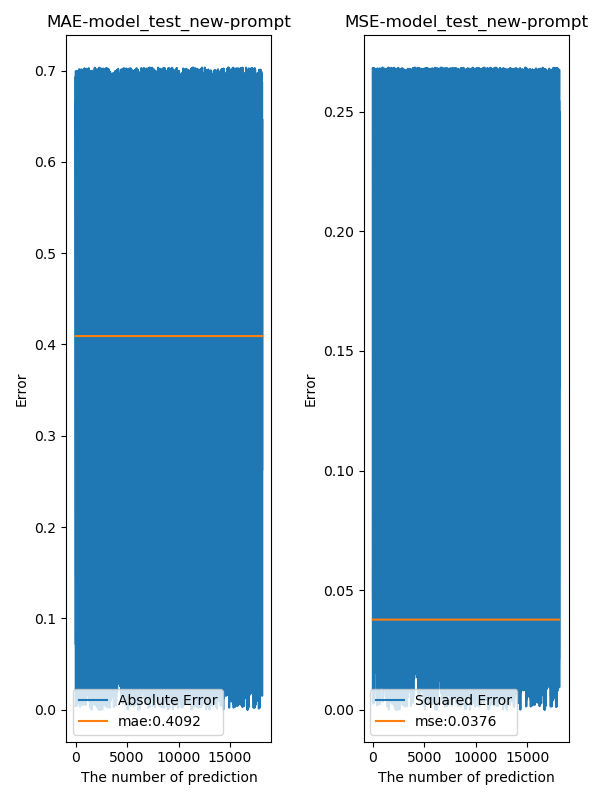 MAE-model_test_new-prompt
0.7
0.6
0.5
0.4
0.3
0.2
0.1
0.0
Error
Absolute Error
mae:0.4092
0
5000
10000
15000
The number of prediction
MSE-model_test_new-prompt
0.25
0.20
0.15
0.10
0.05
0.00
Error
Squared Error
mse:0.0376
0
5000
10000
15000
The number of prediction